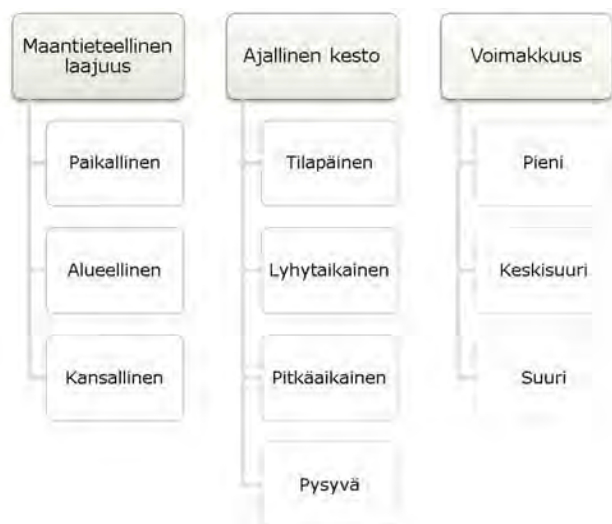 Maantieteellinen
laajuus
Paikallinen
Alueellinen
Kansallinen
Ajallinen kesto
Tilapäinen
Lyhytaikainen
Pitkäaikainen
Pysyvä
Voimakkuus
Pieni
Keskisuuri
Suuri